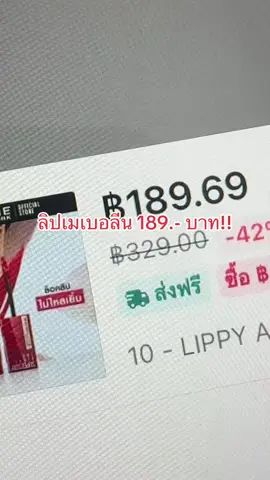 OFFICIAL
STORE
฿189.69
ลิปเมเบอลีน 189.- บาท!!
฿329.00 -42%
ล็อคลืม
ไม่ไหลเยิ้ม
ส่งฟรี ซื้อ ฿
10 - LIPPY A